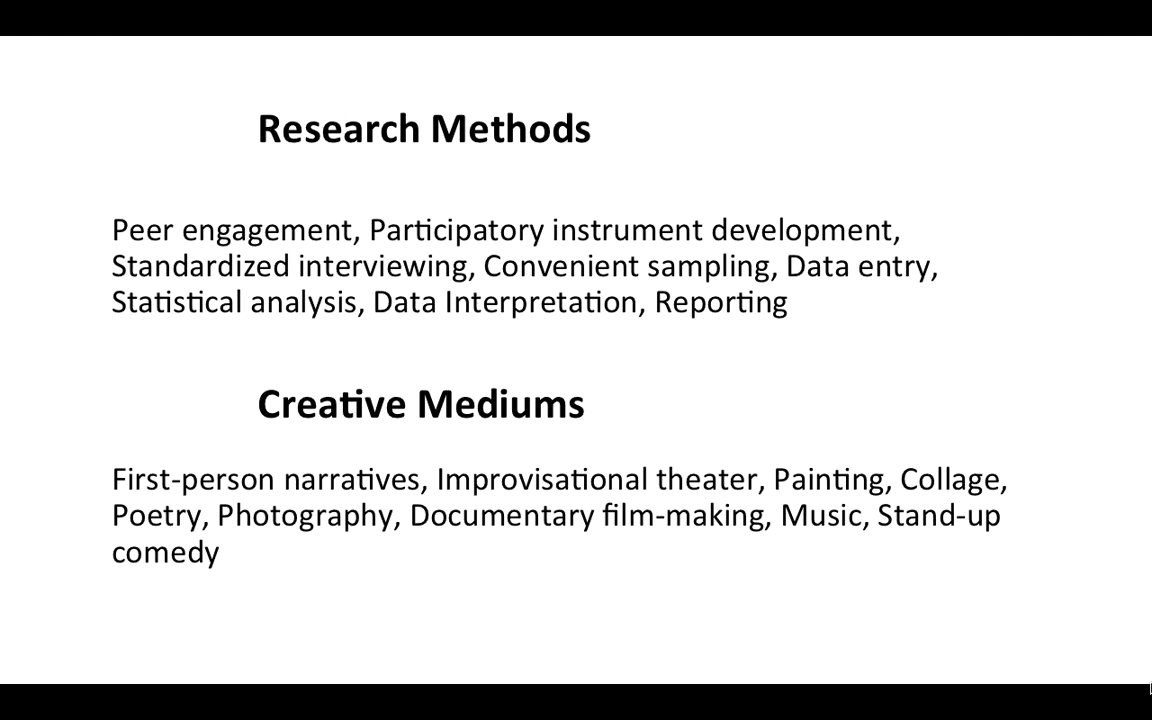 Research Methods
Peer engagement, Participatory instrument development,
Standardized interviewing, Convenient sampling, Data entry,
Statistical analysis, Data Interpretation, Reporting
Creative Mediums
First-person narratives, Improvisational theater, Painting, Collage,
Poetry, Photography, Documentary film-making, Music, Stand-up
comedy